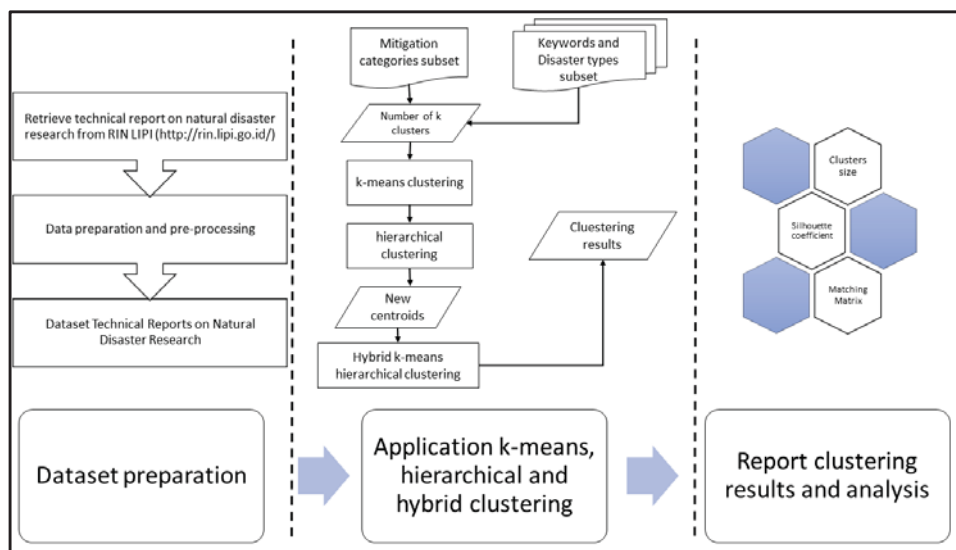 Retrieve technical report on natural disaster
research from RIN LIPI (http://rin.lipi.go.id/)
Data preparation and pre-processing
Dataset Technical Reports on Natural
Disaster Research
Dataset preparation
Mitigation
categories subset
Keywords and
Disaster types
subset
Number of k
clusters
k-means clustering
hierarchical
clustering
New
centroids
Hybrid k-means
hierarchical clustering
Cluestering
results
Application k-means,
hierarchical and
hybrid clustering
Clusters
size
Silhouette
coefficient
Matching
Matrix
Report clustering
results and analysis